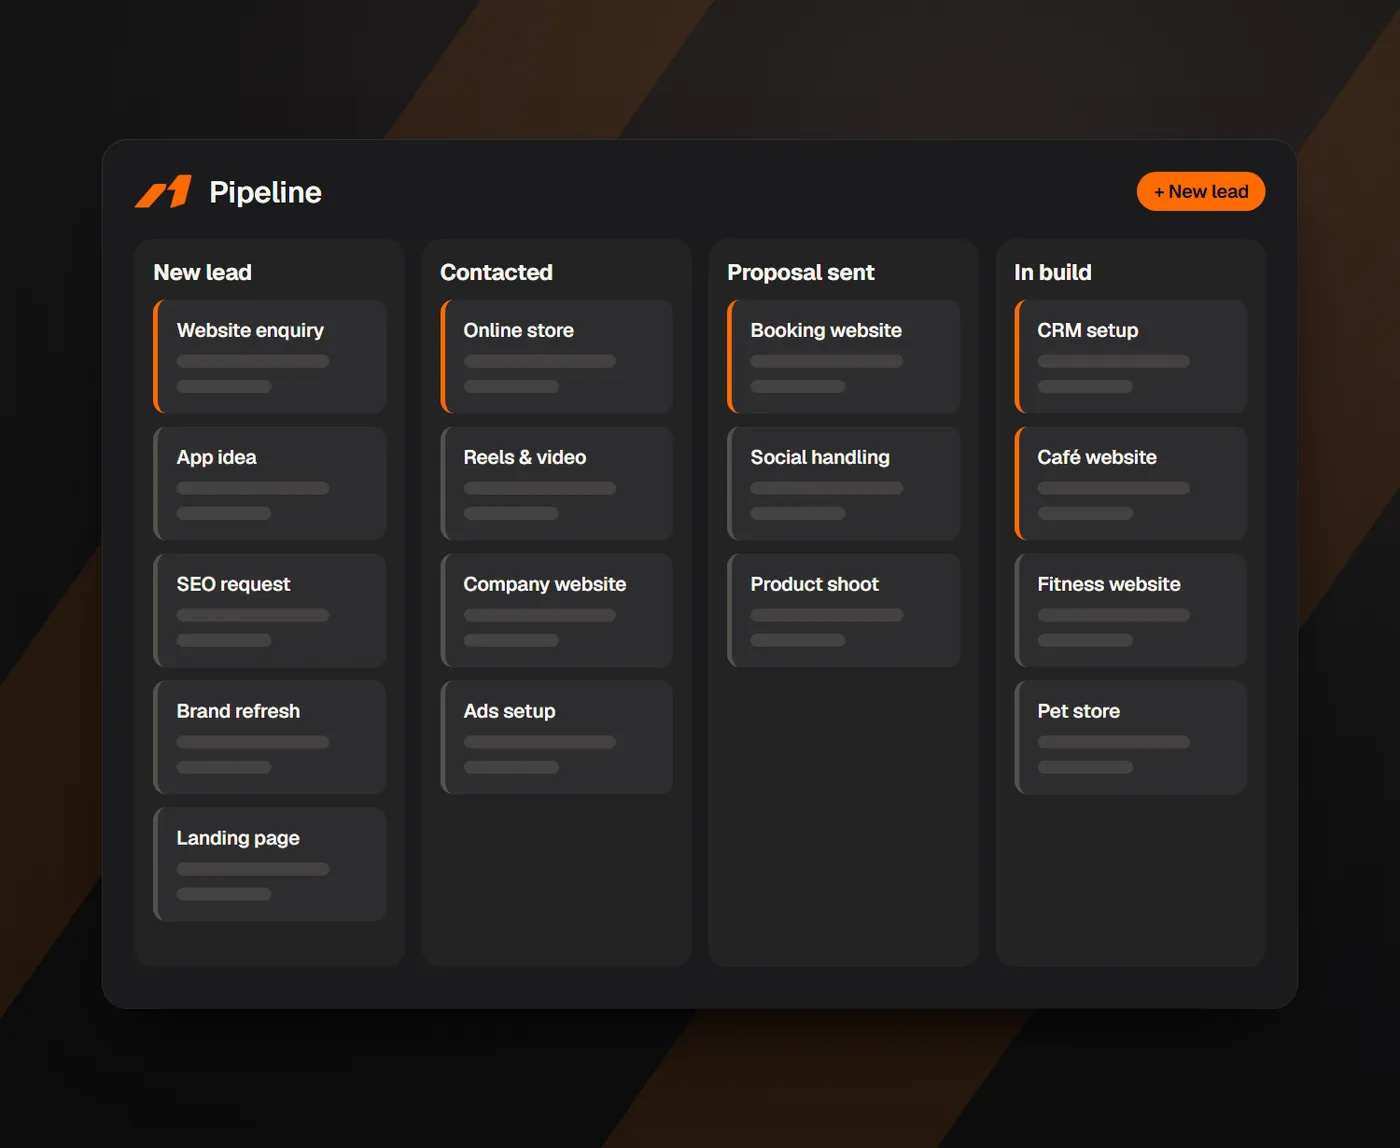 Pipeline
+ New lead
New lead
Website enquiry
App idea
SEO request
Brand refresh
Landing page
Contacted
Online store
Reels & video
Company website
Ads setup
Proposal sent
Booking website
Social handling
Product shoot
In build
CRM setup
Café website
Fitness website
Pet store